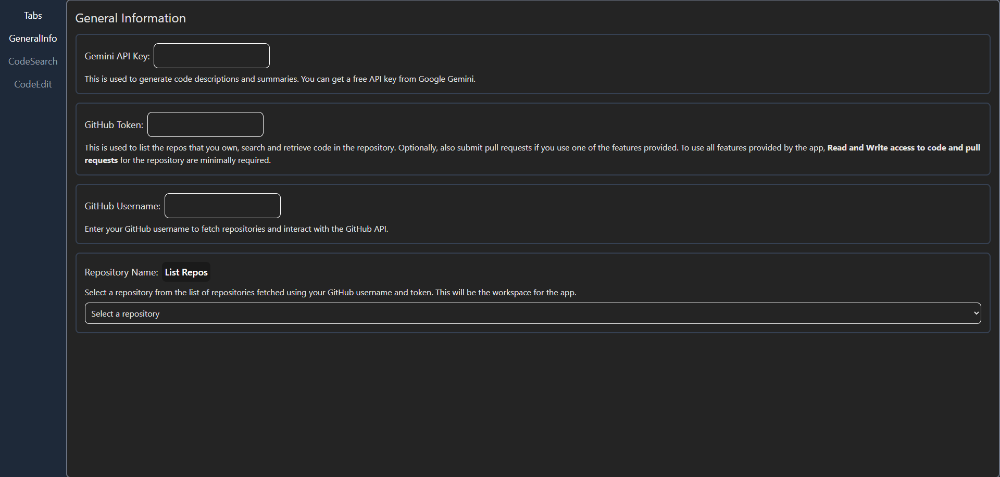 Tabs
GeneralInfo
CodeSearch
CodeEdit
General Information
Gemini API Key:
This is used to generate code descriptions and summaries. You can get a free API key from Google Gemini.
GitHub Token:
This is used to list the repos that you own, search and retrieve code in the repository. Optionally, also submit pull requests if you use one of the features provided. To use all features provided by the app, Read and Write access to code and pull
requests for the repository are minimally required.
GitHub Username:
Enter your GitHub username to fetch repositories and interact with the GitHub API.
Repository Name: List Repos
Select a repository from the list of repositories fetched using your GitHub username and token. This will be the workspace for the app.
Select a repository